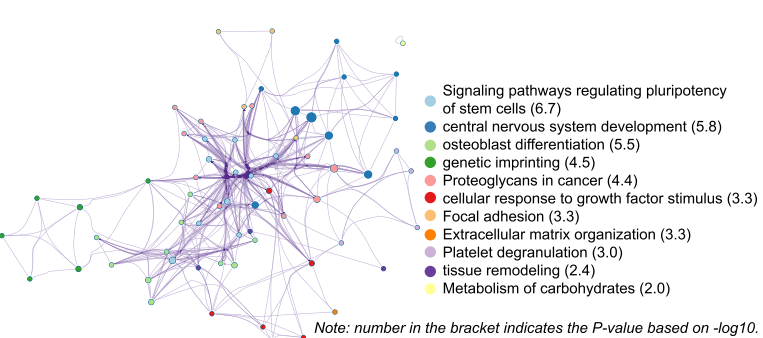 Signaling pathways regulating pluripotency
of stem cells (6.7)
central nervous system development (5.8)
osteoblast differentiation (5.5)
genetic imprinting (4.5)
Proteoglycans in cancer (4.4)
cellular response to growth factor stimulus (3.3)
Focal adhesion (3.3)
Extracellular matrix organization (3.3)
Platelet degranulation (3.0)
tissue remodeling (2.4)
Metabolism of carbohydrates (2.0)
Note: number in the bracket indicates the P-value based on -log10.